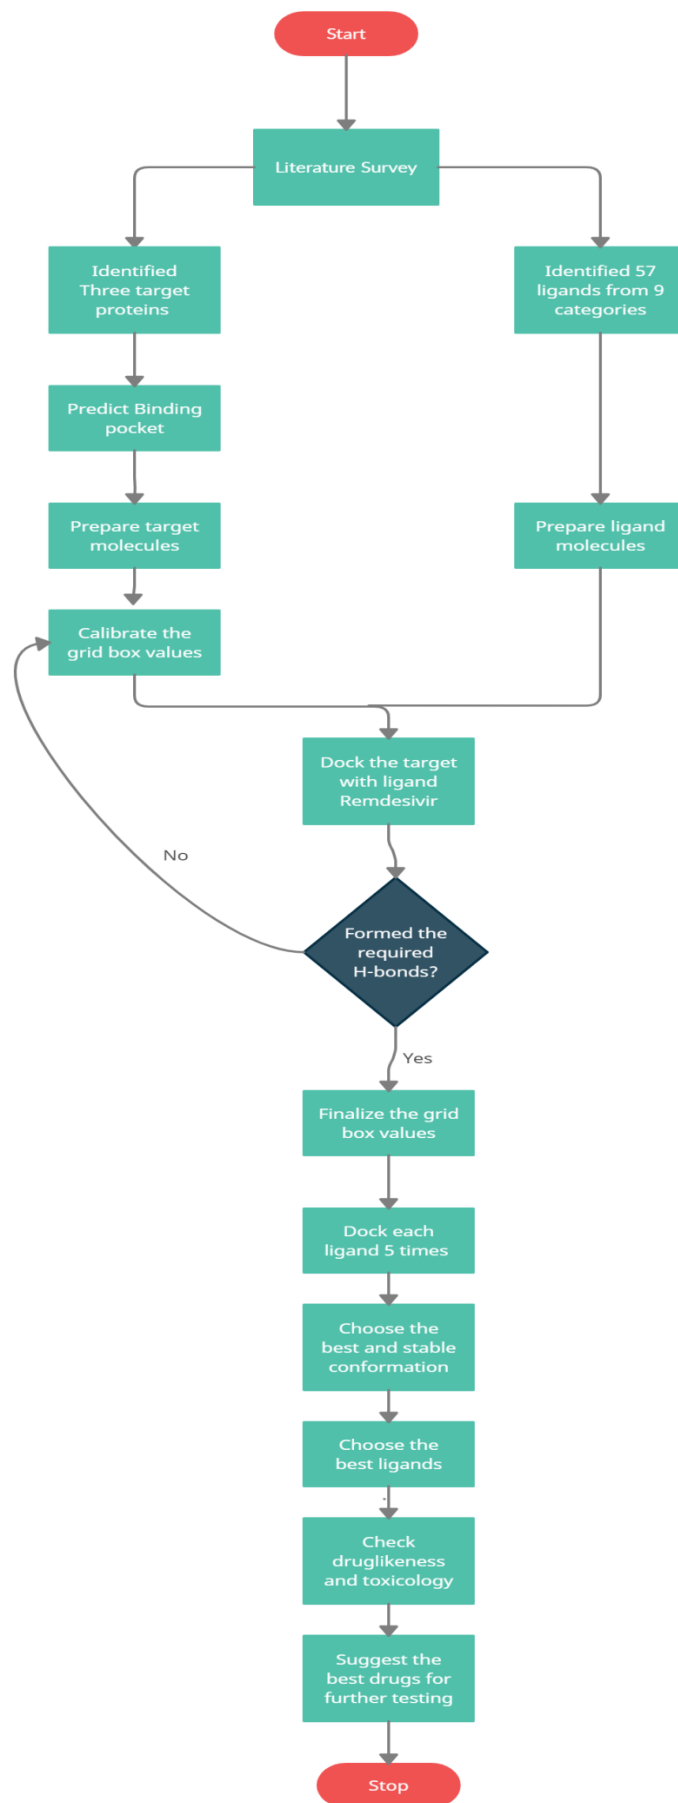 Start
Literature Survey
Identified
Three target
proteins
Identified 57
ligands from 9
categories
Predict Binding
pocket
Prepare target
molecules
Prepare ligand
molecules
Calibrate the
grid box values
Dock the target
with ligand
Remdesivir
No
Formed the
required
H-bonds?
Yes
Finalize the grid
box values
Dock each
ligand 5 times
Choose the
best and stable
conformation
Choose the
best ligands
Check
druglikeness
and toxicology
Suggest the
best drugs for
further testing
Stop